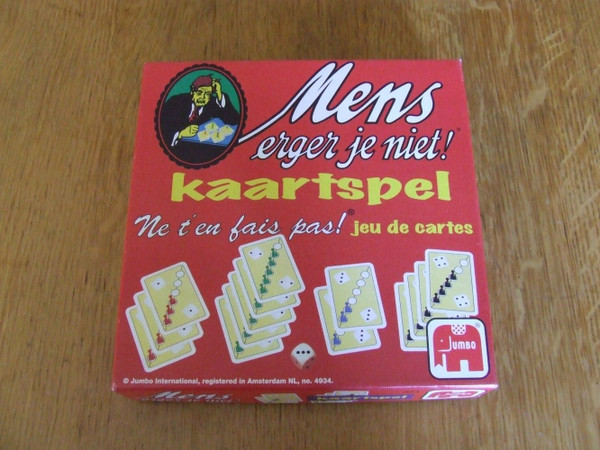 Mens
erger je niet!
kaartspel
Ne t'en fais pas!® jeu de cartes
JUMBO
© Jumbo International, registered in Amsterdam NL, no. 4934.
Mens
kaartspel